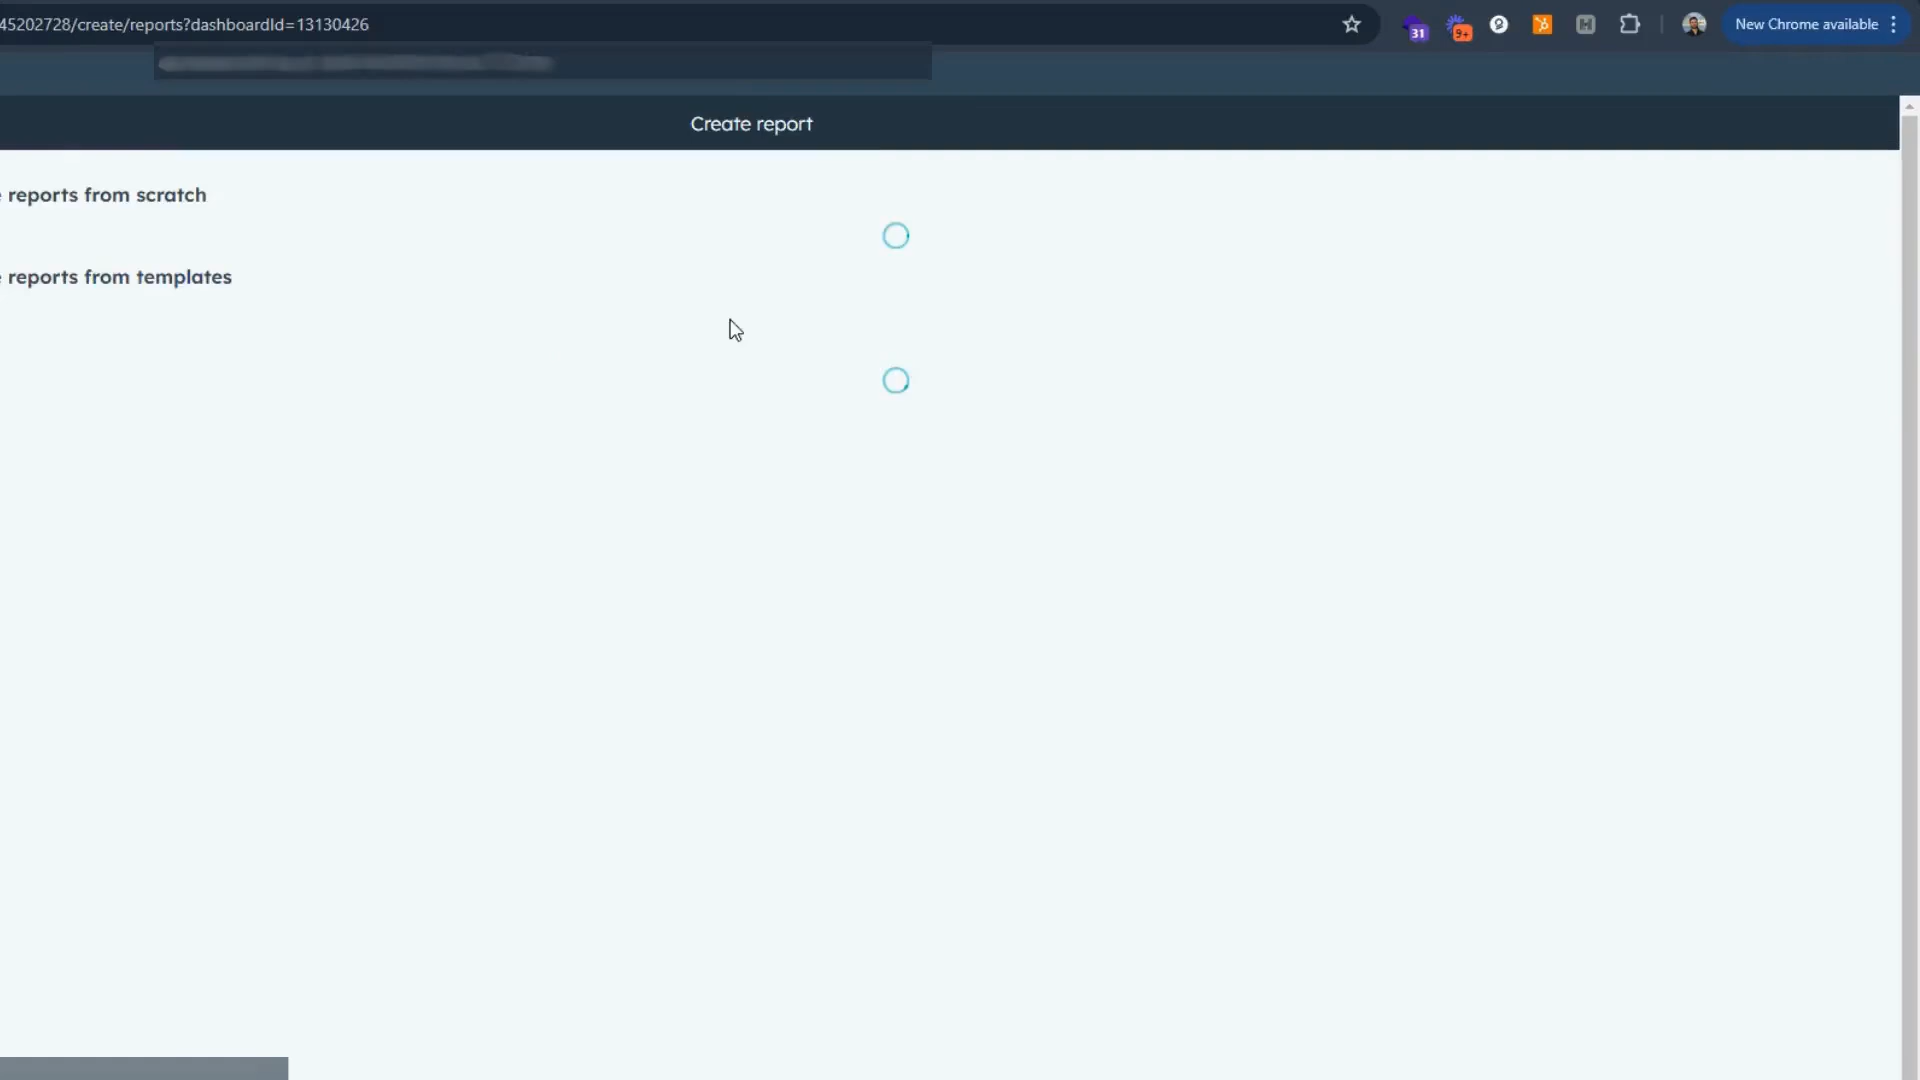 45202728/create/reports?dashboardId=13130426
31
9+
New Chrome available
Create report
reports from scratch
reports from templates